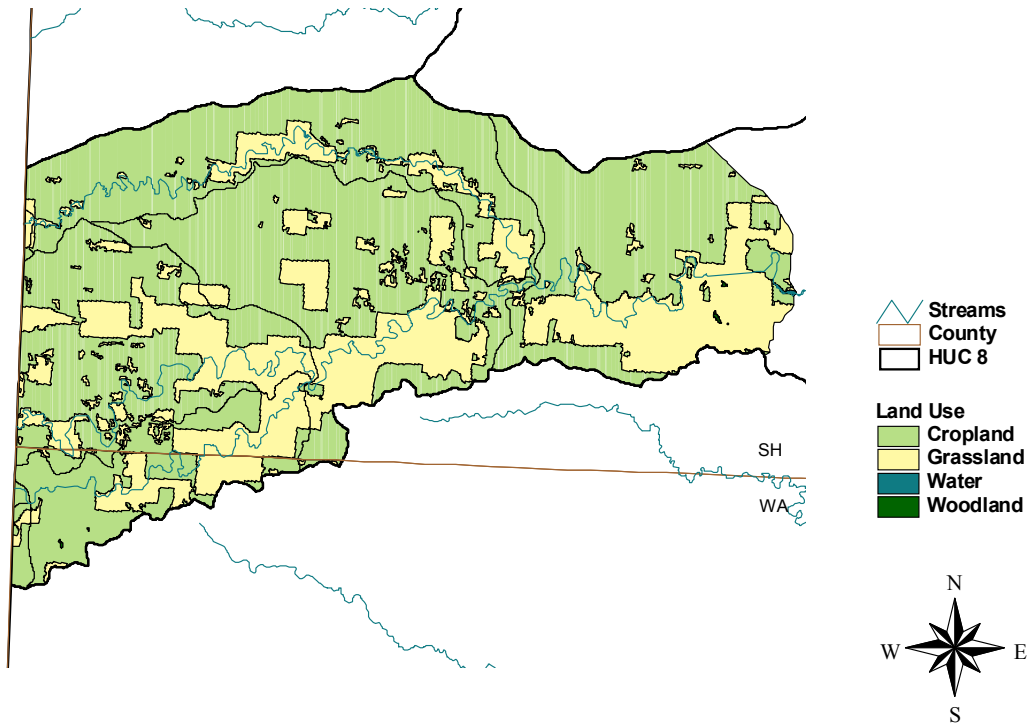 SH
WA
Streams
County
HUC 8
Land Use
Cropland
Grassland
Water
Woodland
N
W E
S